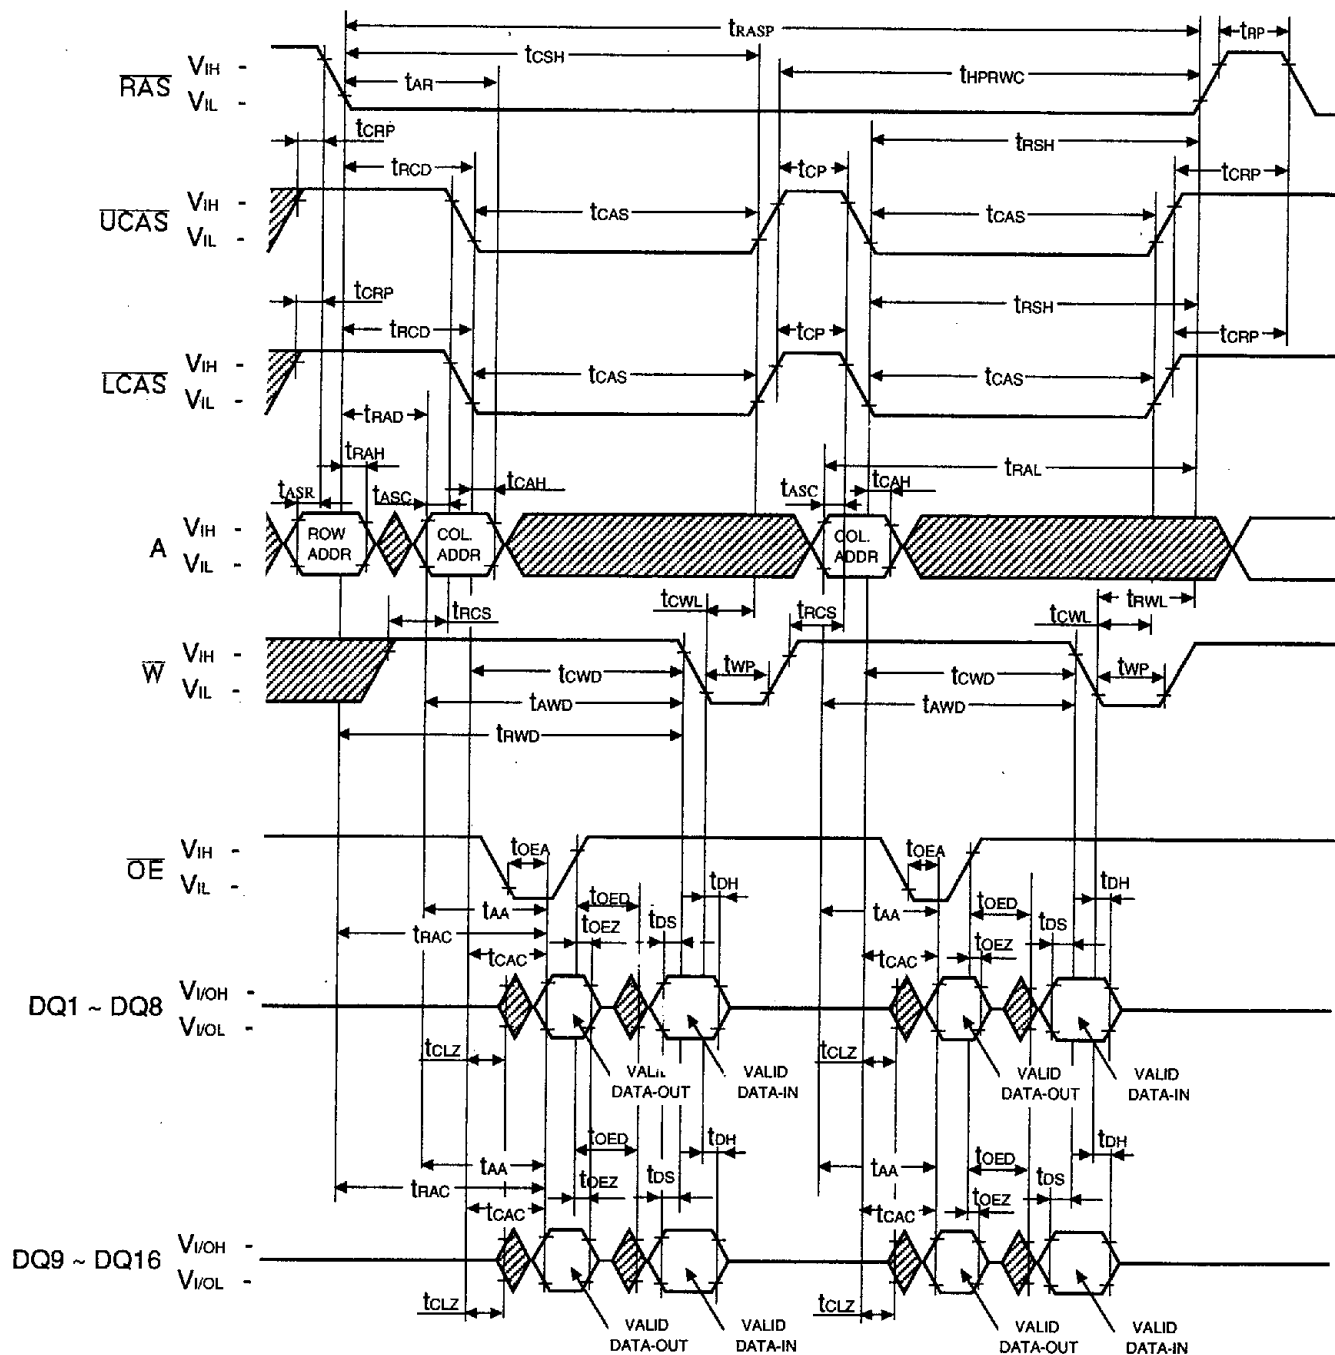 tRASP
tRP
tCSH
tHPRWC
tAR
RAS
VIH -
VIL -
tCRP
tRCD
tCP
tRSH
tCRP
UCAS
VIH -
VIL -
tCAS
tCAS
tCRP
tRCD
tCP
tRSH
tCRP
LCAS
VIH -
VIL -
tCAS
tCAS
tRAD
tRAH
tRAL
tASR
tASC
tCAH
tASC
tCAH
A
VIH -
VIL -
ROW
ADDR
COL.
ADDR
COL.
ADDR
tRCS
tCWL
tRCS
tCWL
tRWL
W
VIH -
VIL -
tCWD
tWP
tCWD
tWP
tAWD
tAWD
tRWD
OE
VIH -
VIL -
tOEA
tOEA
tAA
tOED
tDH
tAA
tOED
tDH
tRAC
tCAC
tOEZ
tDS
tCAC
tOEZ
tDS
DQ1 ~ DQ8
VI/OH -
VI/OL -
tCLZ
VALID
DATA-OUT
VALID
DATA-IN
tCLZ
VALID
DATA-OUT
VALID
DATA-IN
tAA
tOED
tDH
tAA
tOED
tDH
tRAC
tCAC
tOEZ
tDS
tCAC
tOEZ
tDS
DQ9 ~ DQ16
VI/OH -
VI/OL -
tCLZ
VALID
DATA-OUT
VALID
DATA-IN
tCLZ
VALID
DATA-OUT
VALID
DATA-IN